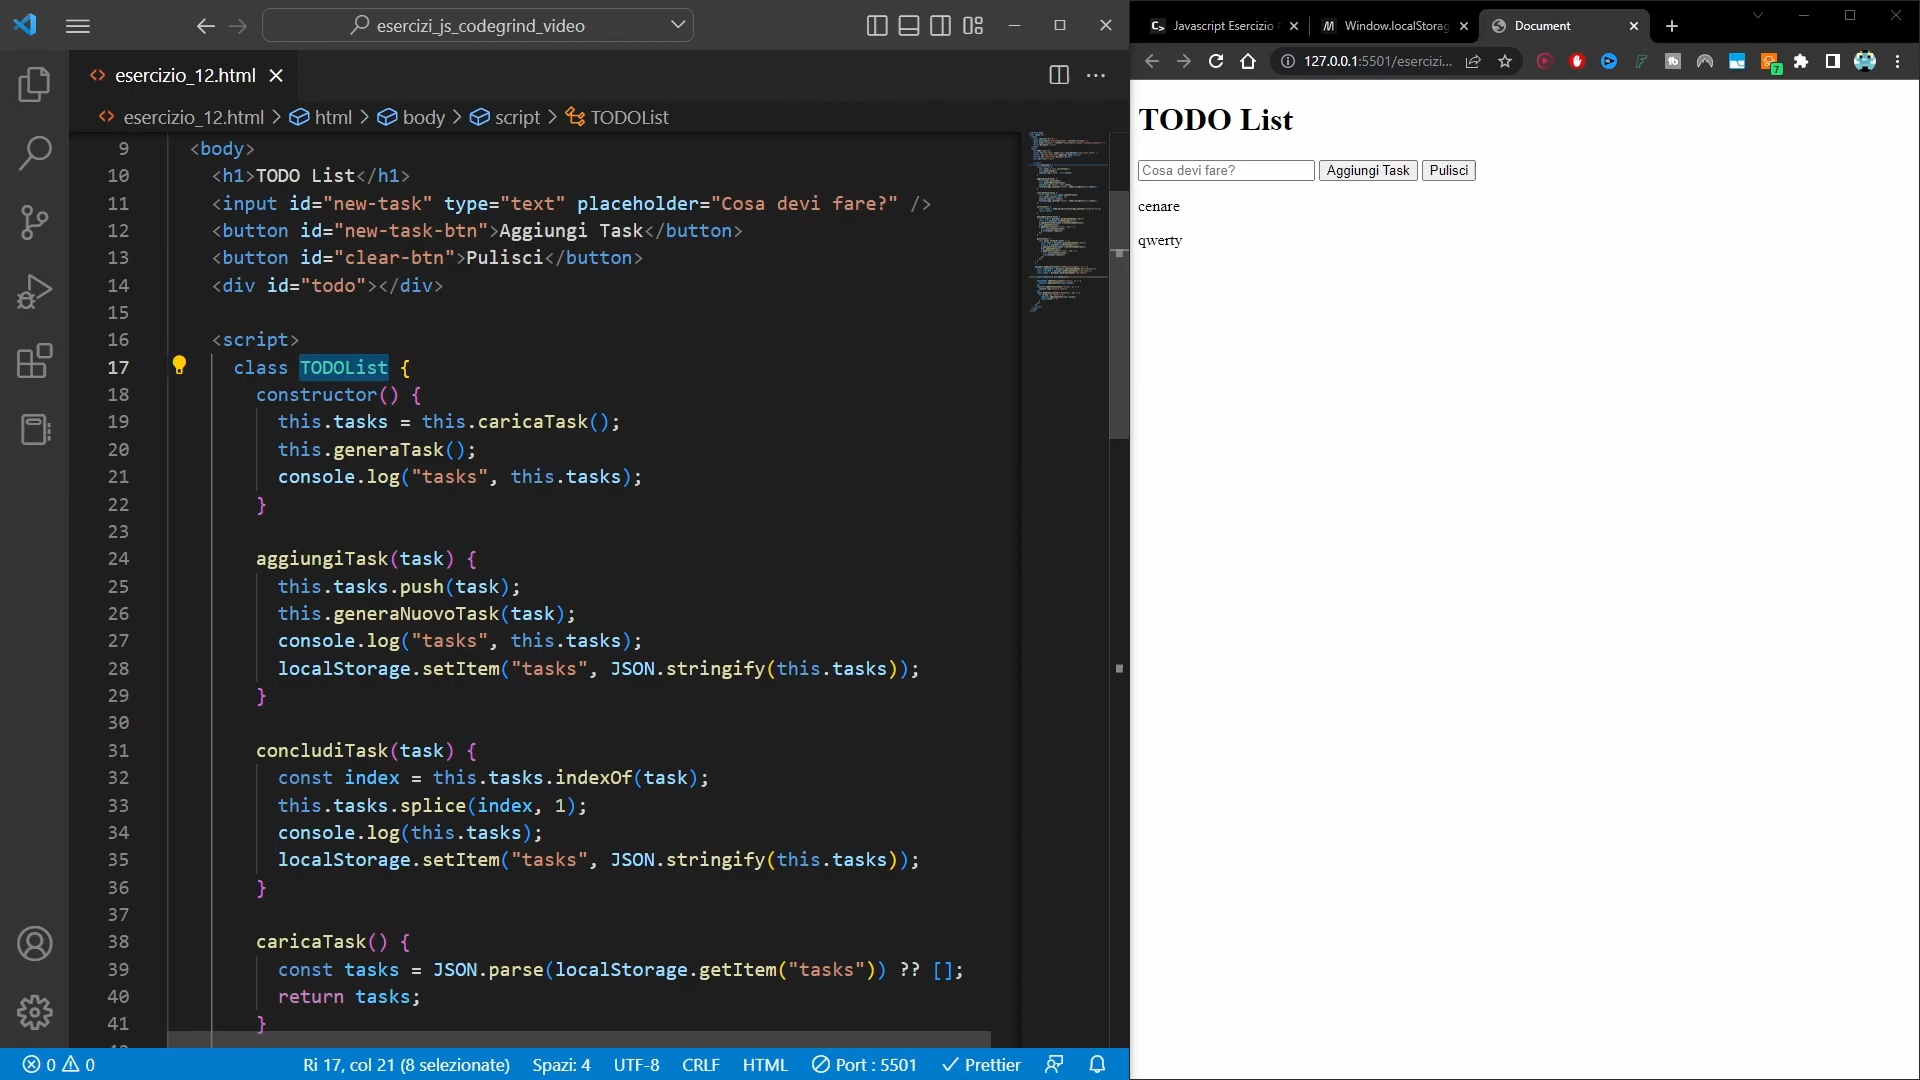 esercizi_js_codegrind_video
esercizio_12.html
esercizio_12.html > html > body > script > TODOList
9 <body>
10 <h1>TODO List</h1>
11 <input id="new-task" type="text" placeholder="Cosa devi fare?" />
12 <button id="new-task-btn">Aggiungi Task</button>
13 <button id="clear-btn">Pulisci</button>
14 <div id="todo"></div>
15
16 <script>
17 class TODOList {
18 constructor() {
19 this.tasks = this.caricaTask();
20 this.generaTask();
21 console.log("tasks", this.tasks);
22 }
23
24 aggiungiTask(task) {
25 this.tasks.push(task);
26 this.generaNuovoTask(task);
27 console.log("tasks", this.tasks);
28 localStorage.setItem("tasks", JSON.stringify(this.tasks));
29 }
30
31 concludiTask(task) {
32 const index = this.tasks.indexOf(task);
33 this.tasks.splice(index, 1);
34 console.log(this.tasks);
35 localStorage.setItem("tasks", JSON.stringify(this.tasks));
36 }
37
38 caricaTask() {
39 const tasks = JSON.parse(localStorage.getItem("tasks")) ?? [];
40 return tasks;
41 }
0 0 Ri 17, col 21 (8 selezionate) Spazi: 4 UTF-8 CRLF HTML Port : 5501 Prettier
Javascript Esercizio Window.localStorag Document
127.0.0.1:5501/esercizi...
7
TODO List
Cosa devi fare? Aggiungi Task Pulisci
cenare
qwerty